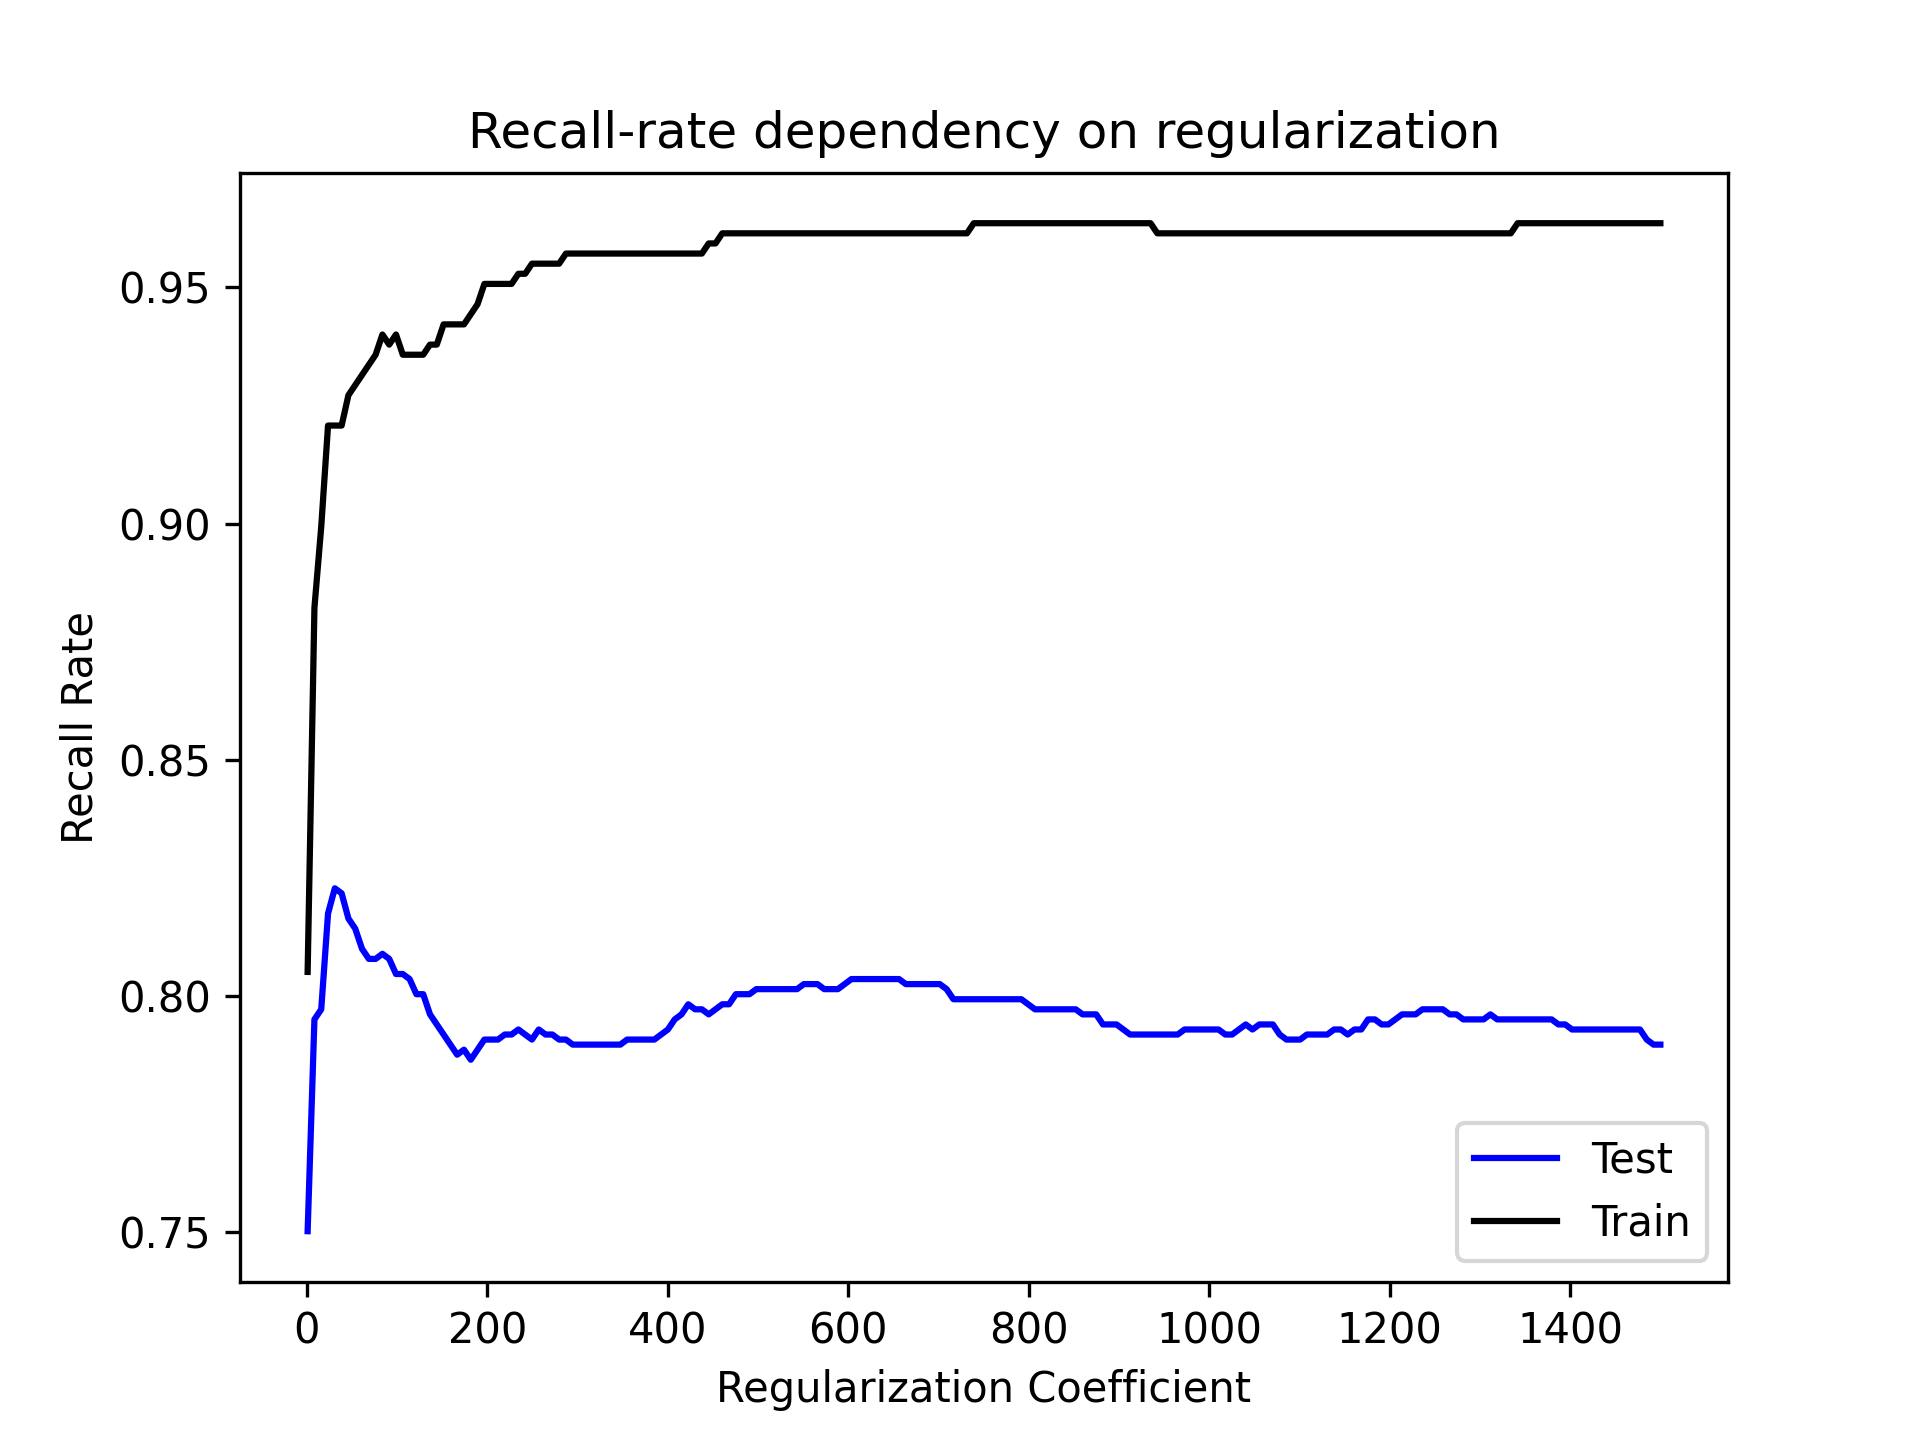 Recall-rate dependency on regularization
Recall Rate
0.95
0.90
0.85
0.80
0.75
0 200 400 600 800 1000 1200 1400
Regularization Coefficient
Test
Train